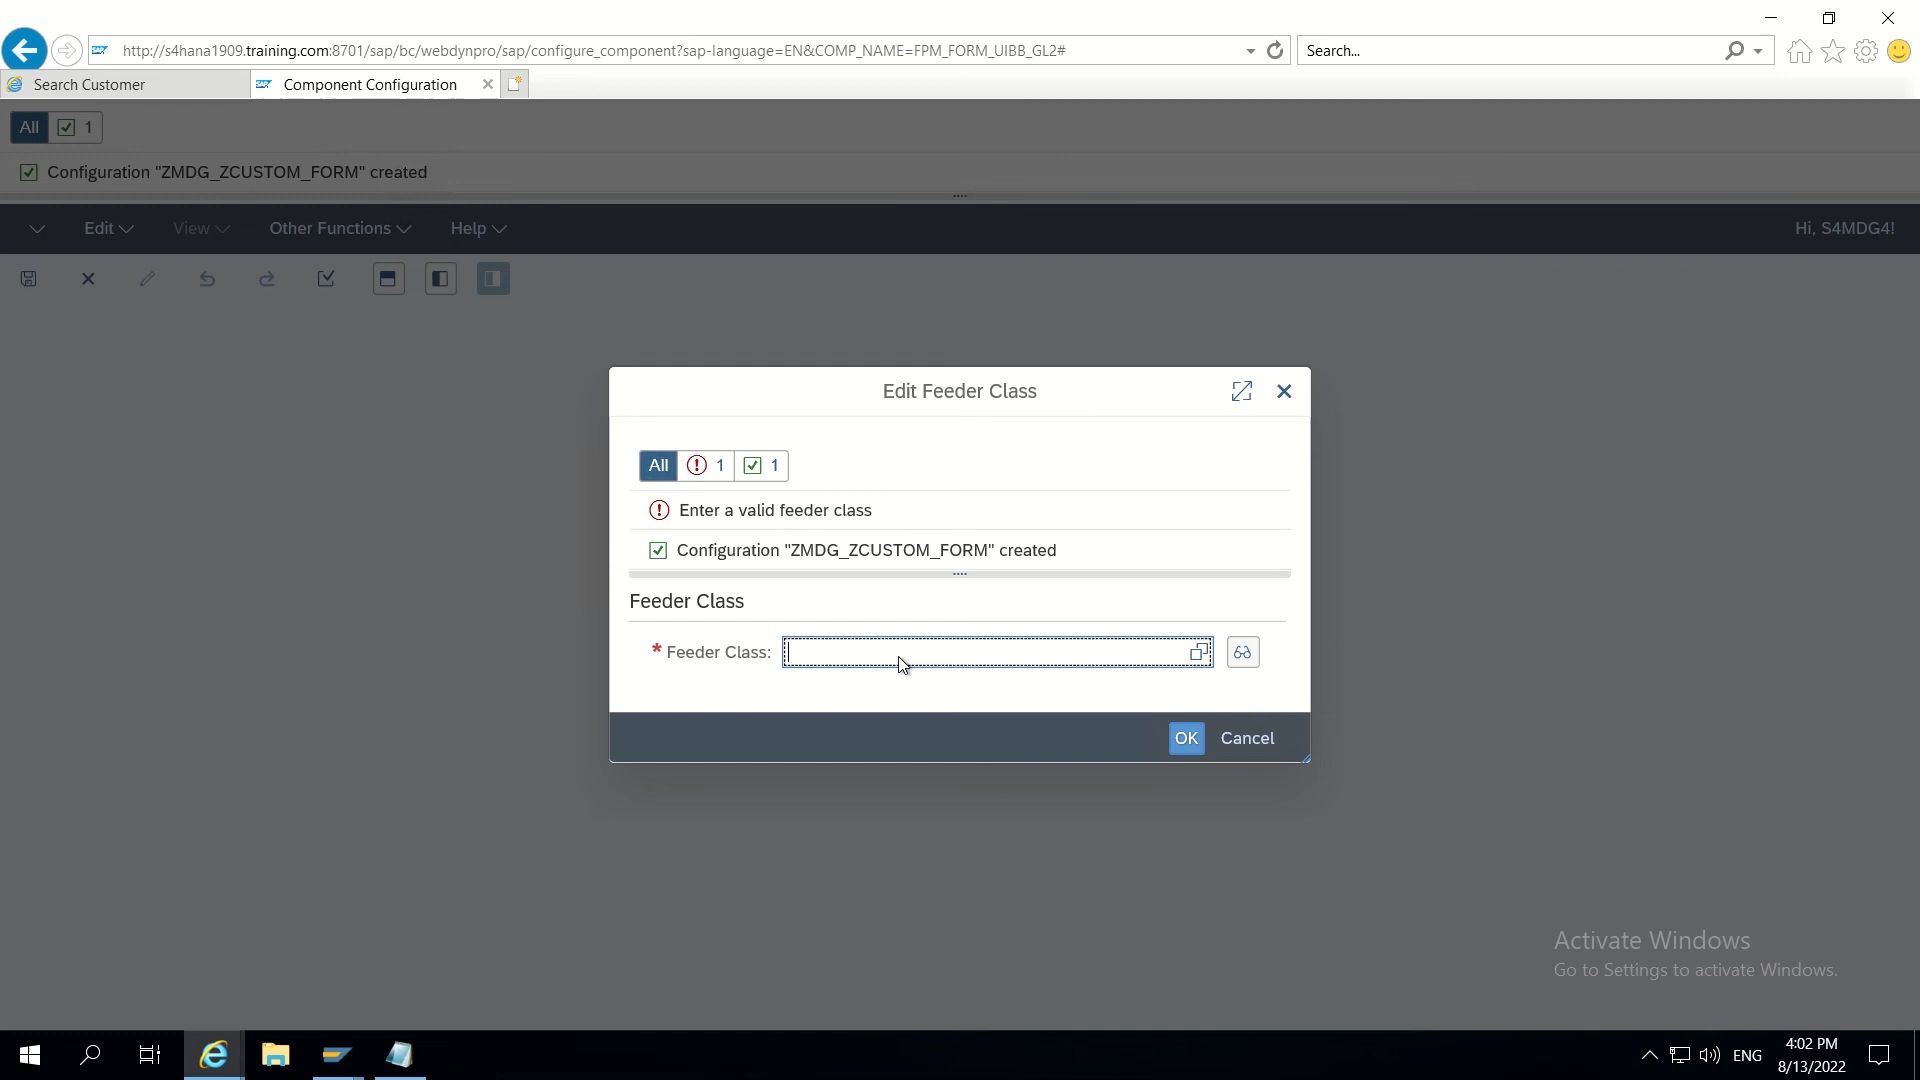 http://s4hana1909.training.com:8701/sap/bc/webdynpro/sap/configure_component?sap-language=EN&COMP_NAME=FPM_FORM_UIBB_GL2#
Search...
Search Customer
Component Configuration
All 1
Configuration "ZMDG_ZCUSTOM_FORM" created
Edit View Other Functions Help Hi, S4MDG4!
Edit Feeder Class
All 1 1
Enter a valid feeder class
Configuration "ZMDG_ZCUSTOM_FORM" created
Feeder Class
* Feeder Class:
OK Cancel
Activate Windows
Go to Settings to activate Windows.
ENG
4:02 PM
8/13/2022